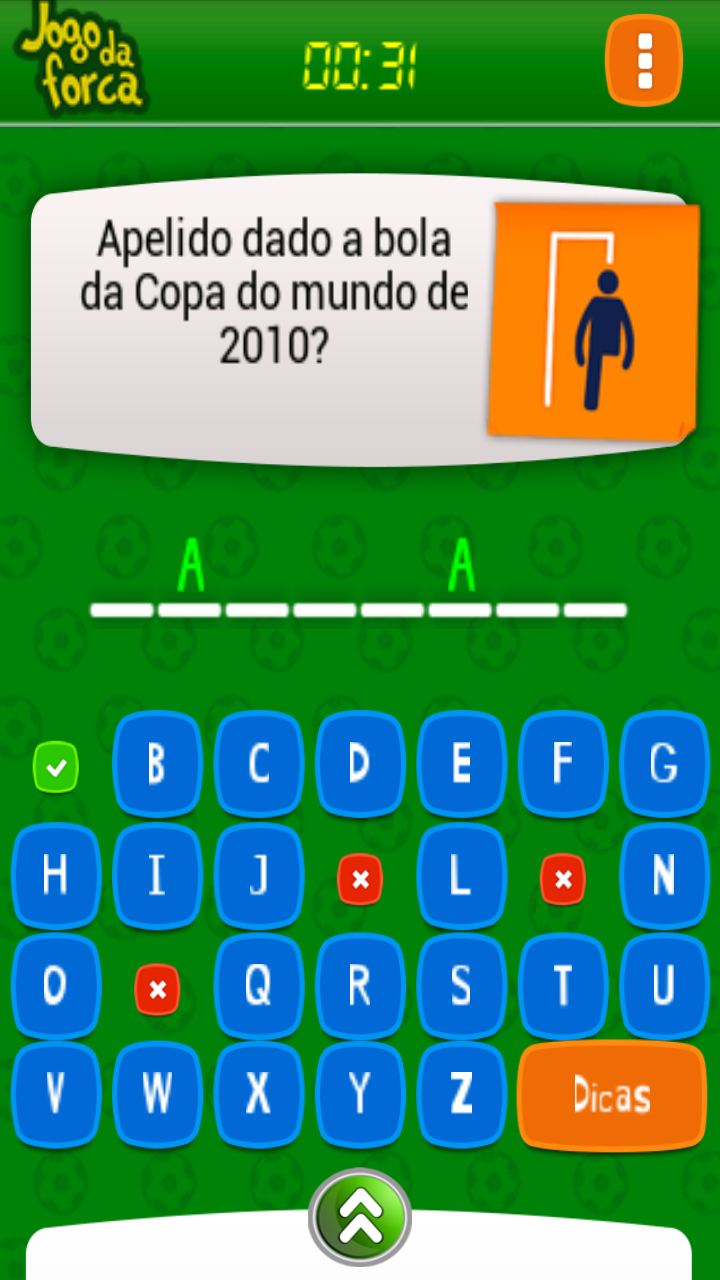 Jogo da
forca
00:31
Apelido dado a bola
da Copa do mundo de
2010?
A A
B C D E F G
H I J L N
O Q R S T U
V W X Y Z Dicas